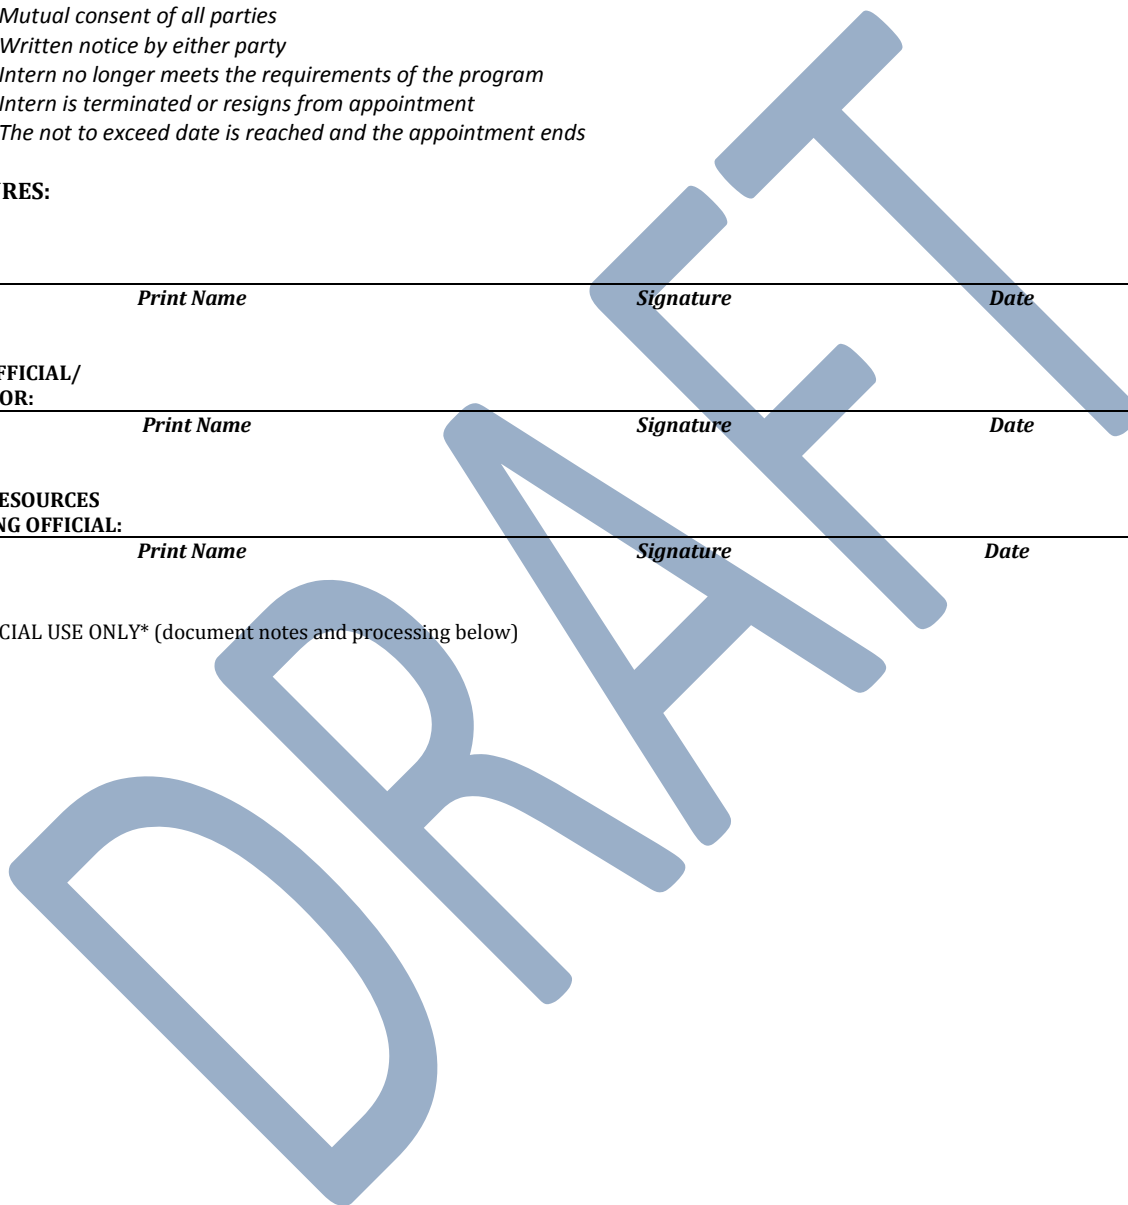 Mutual consent of all parties
Written notice by either party
Intern no longer meets the requirements of the program
Intern is terminated or resigns from appointment
The not to exceed date is reached and the appointment ends
URES:
Print Name Signature Date
FFICIAL/
OR:
Print Name Signature Date
ESOURCES
NG OFFICIAL:
Print Name Signature Date
CIAL USE ONLY* (document notes and processing below)
DRAFT